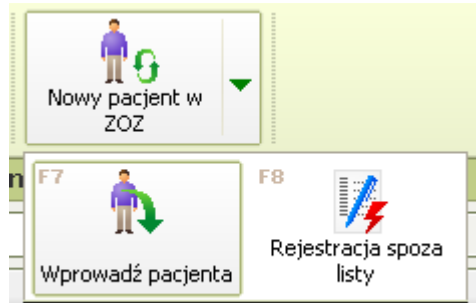 Nowy pacjent w
ZOZ
F7
Wprowadź pacjenta
F8
Rejestracja spoza
listy